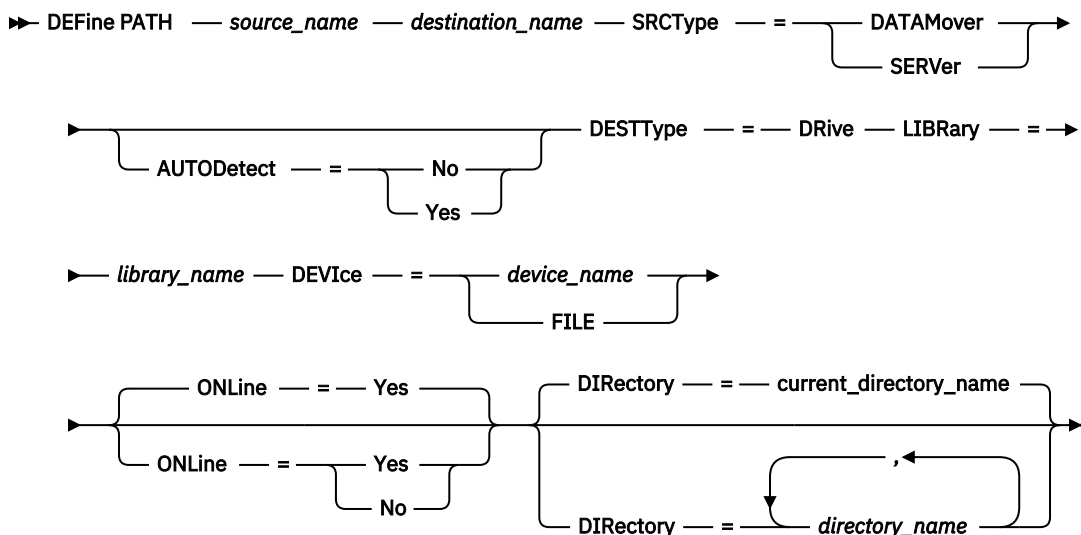 DEFine PATH source_name destination_name SRCType = DATAMover
SERVer
DESTType = DRive LIBRary =
AUTODetect = No
Yes
library_name DEVIce = device_name
FILE
ONLine = Yes DIRectory = current_directory_name
ONLine = Yes ,
No
DIRectory = directory_name